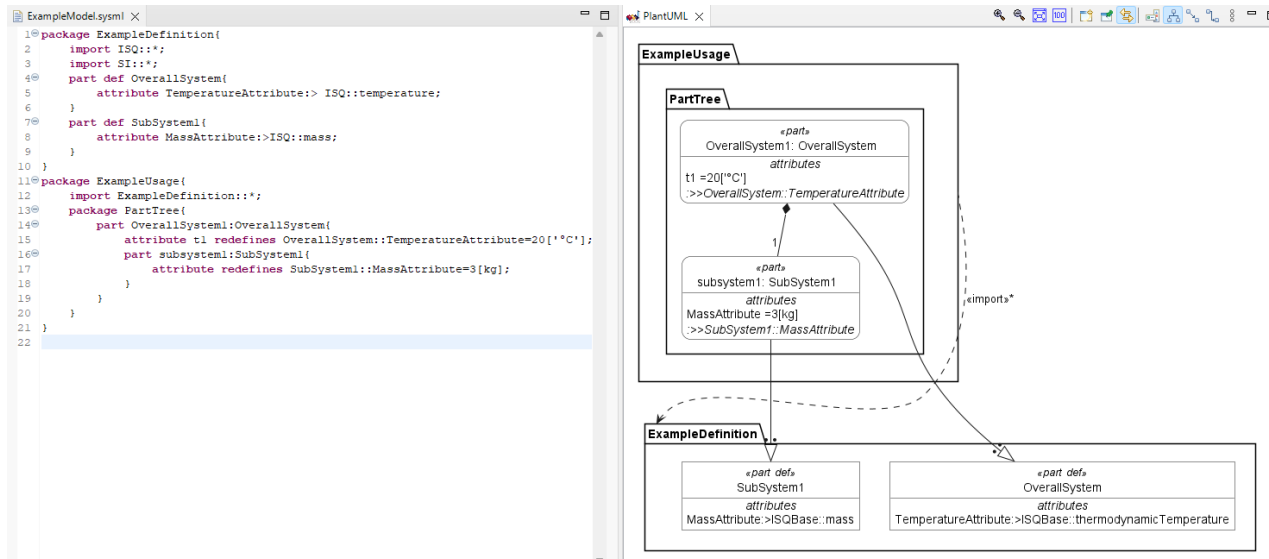 ExampleModel.sysml
1 package ExampleDefinition{
2 import ISQ::*;
3 import SI::*;
4 part def OverallSystem{
5 attribute TemperatureAttribute:> ISQ::temperature;
6 }
7 part def SubSystem1{
8 attribute MassAttribute:>ISQ::mass;
9 }
10 }
11 package ExampleUsage{
12 import ExampleDefinition::*;
13 package PartTree{
14 part OverallSystem1:OverallSystem{
15 attribute t1 redefines OverallSystem::TemperatureAttribute=20['°C'];
16 part subsystem1:SubSystem1{
17 attribute redefines SubSystem1::MassAttribute=3[kg];
18 }
19 }
20 }
21 }
22
PlantUML
100
ExampleUsage
PartTree
«part»
OverallSystem1: OverallSystem
attributes
t1 =20['°C']
:>>OverallSystem::TemperatureAttribute
1
«part»
subsystem1: SubSystem1
attributes
MassAttribute =3[kg]
:>>SubSystem1::MassAttribute
«import»*
ExampleDefinition
«part def»
SubSystem1
attributes
MassAttribute:>ISQBase::mass
«part def»
OverallSystem
attributes
TemperatureAttribute:>ISQBase::thermodynamicTemperature